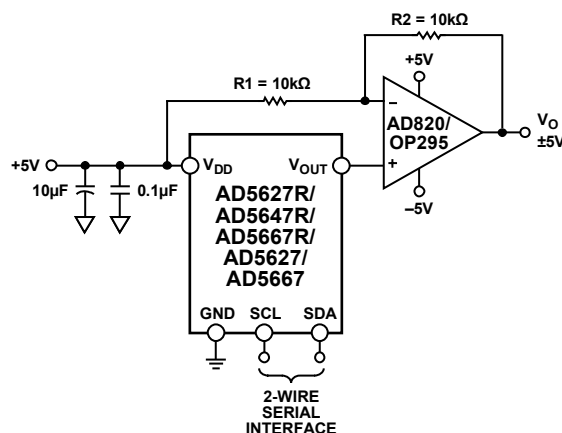 R2 = 10kΩ
R1 = 10kΩ
+5V
–
AD820/
OP295
+
–5V
VO
±5V
+5V
10µF
0.1µF
VDD
VOUT
AD5627R/
AD5647R/
AD5667R/
AD5627/
AD5667
GND SCL SDA
2-WIRE
SERIAL
INTERFACE